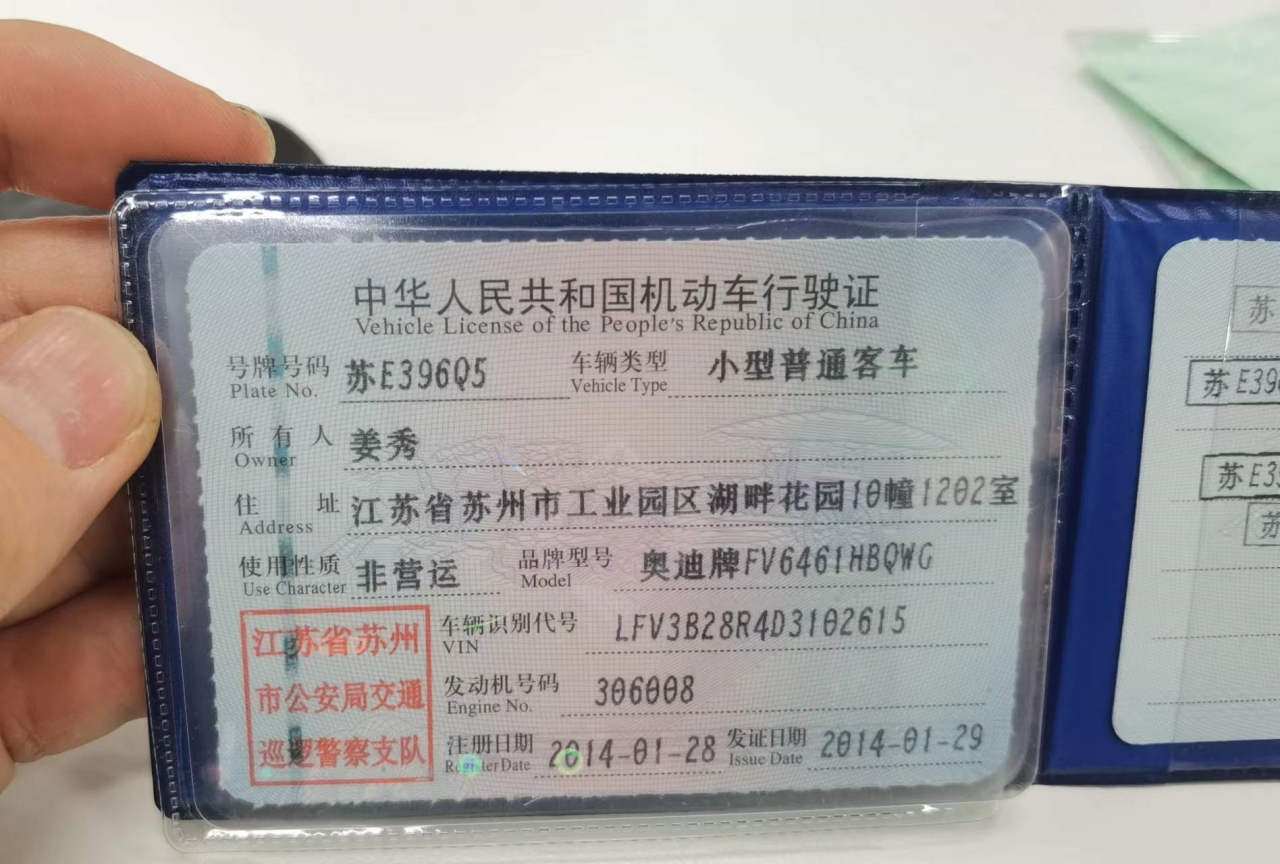 中华人民共和国机动车行驶证
Vehicle License of the People's Republic of China
号牌号码 苏E396Q5 车辆类型 小型普通客车
Plate No. Vehicle Type
所有人 姜秀
Owner
住址 江苏省苏州市工业园区湖畔花园10幢1202室
Address
使用性质 非营运 品牌型号 奥迪牌FV6461HBQWG
Use Character Model
江苏省苏州
市公安局交通
巡逻警察支队
车辆识别代号 LFV3B28R4D3102615
VIN
发动机号码 306008
Engine No.
注册日期 2014-01-28 发证日期 2014-01-29
Register Date Issue Date
苏
苏E39
苏E3
苏